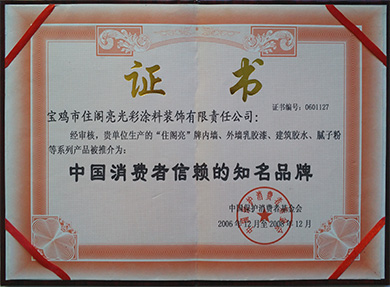 证 书
证书编号：0601127
宝鸡市住阁亮光彩涂料装饰有限责任公司：
经审核，贵单位生产的“住阁亮”牌内墙、外墙乳胶漆、建筑胶水、腻子粉
等系列产品被推介为：
中国消费者信赖的知名品牌
中国保护消费者基金会
2006年12月至2008年12月